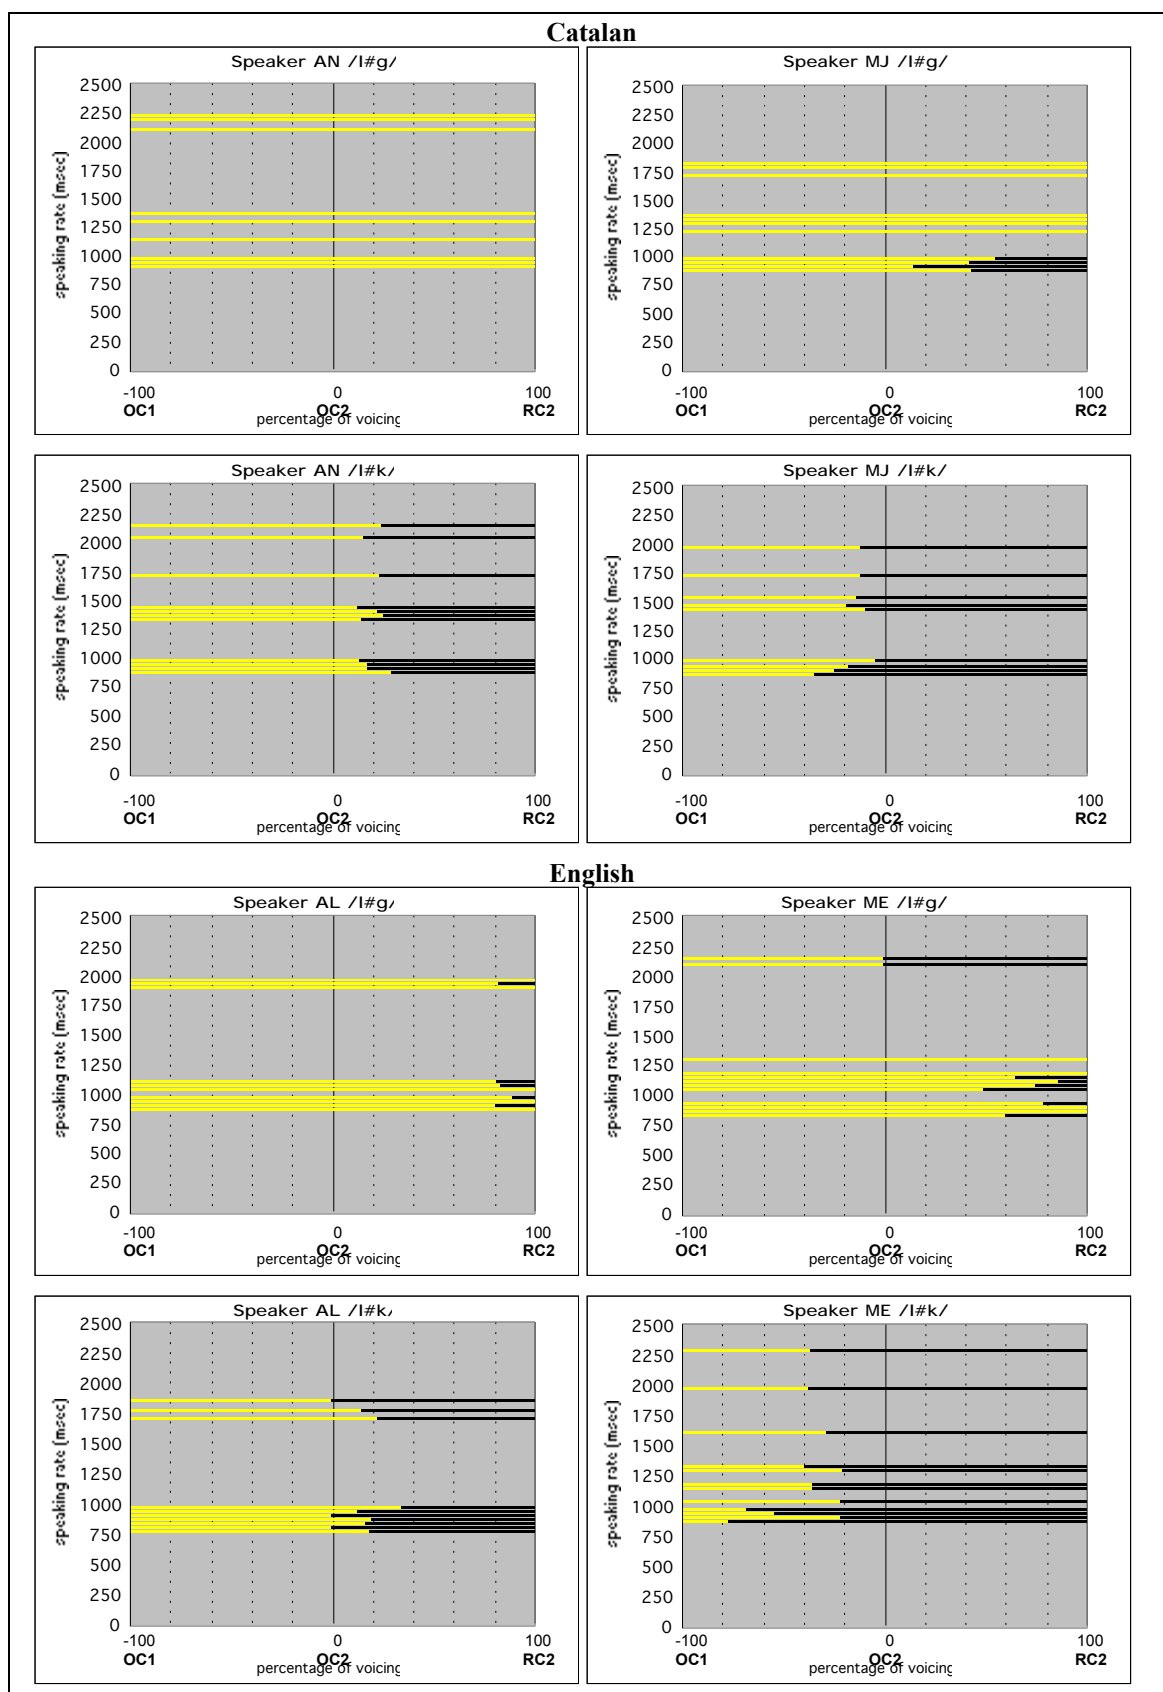 Catalan
Speaker AN /l#g/
speaking rate (msec)
2500
2250
2000
1750
1500
1250
1000
750
500
250
0
-100 0 100
OC1 OC2 RC2
percentage of voicing
Speaker MJ /l#g/
speaking rate (msec)
2500
2250
2000
1750
1500
1250
1000
750
500
250
0
-100 0 100
OC1 OC2 RC2
percentage of voicing
Speaker AN /l#k/
speaking rate (msec)
2500
2250
2000
1750
1500
1250
1000
750
500
250
0
-100 0 100
OC1 OC2 RC2
percentage of voicing
Speaker MJ /l#k/
speaking rate (msec)
2500
2250
2000
1750
1500
1250
1000
750
500
250
0
-100 0 100
OC1 OC2 RC2
percentage of voicing
English
Speaker AL /l#g/
speaking rate (msec)
2500
2250
2000
1750
1500
1250
1000
750
500
250
0
-100 0 100
OC1 OC2 RC2
percentage of voicing
Speaker ME /l#g/
speaking rate (msec)
2500
2250
2000
1750
1500
1250
1000
750
500
250
0
-100 0 100
OC1 OC2 RC2
percentage of voicing
Speaker AL /l#k/
speaking rate (msec)
2500
2250
2000
1750
1500
1250
1000
750
500
250
0
-100 0 100
OC1 OC2 RC2
percentage of voicing
Speaker ME /l#k/
speaking rate (msec)
2500
2250
2000
1750
1500
1250
1000
750
500
250
0
-100 0 100
OC1 OC2 RC2
percentage of voicing